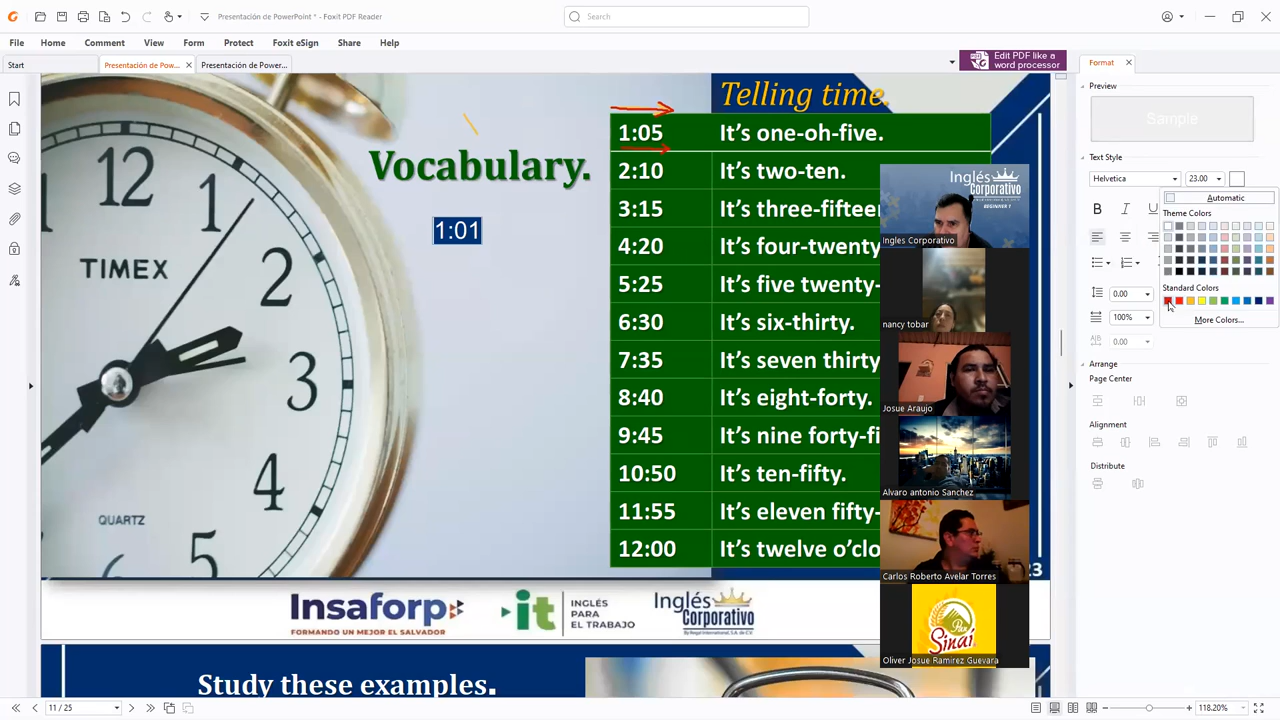 Presentación de PowerPoint * - Foxit PDF Reader
Search
File Home Comment View Form Protect Foxit eSign Share Help
Edit PDF like a
word processor
Start
Presentación de Pow...
Presentación de Power...
Telling time.
1:05 It's one-oh-five.
2:10 It's two-ten.
3:15 It's three-fifteen
4:20 It's four-twenty
5:25 It's five twenty-
6:30 It's six-thirty.
7:35 It's seven thirty
8:40 It's eight-forty.
9:45 It's nine forty-fi
10:50 It's ten-fifty.
11:55 It's eleven fifty-
12:00 It's twelve o'clo
Vocabulary.
1:01
12
1
2
3
4
5
TIMEX
QUARTZ
23
Insaforp
FORMANDO UN MEJOR EL SALVADOR
it
INGLÉS
PARA
EL TRABAJO
Inglés
Corporativo
By Regal International, S.A. de C.V.
Study these examples.
Inglés
Corporativo
BEGINNER 1
Ingles Corporativo
nancy tobar
Josue Araujo
Alvaro antonio Sanchez
Carlos Roberto Avelar Torres
Pan
Sinaí
Oliver Josue Ramirez Guevara
Format
Preview
Sample
Text Style
Helvetica
23.00
Automatic
Theme Colors
Standard Colors
More Colors...
B I U
0.00
100%
0.00
Arrange
Page Center
Alignment
Distribute
11 / 25
118.20%